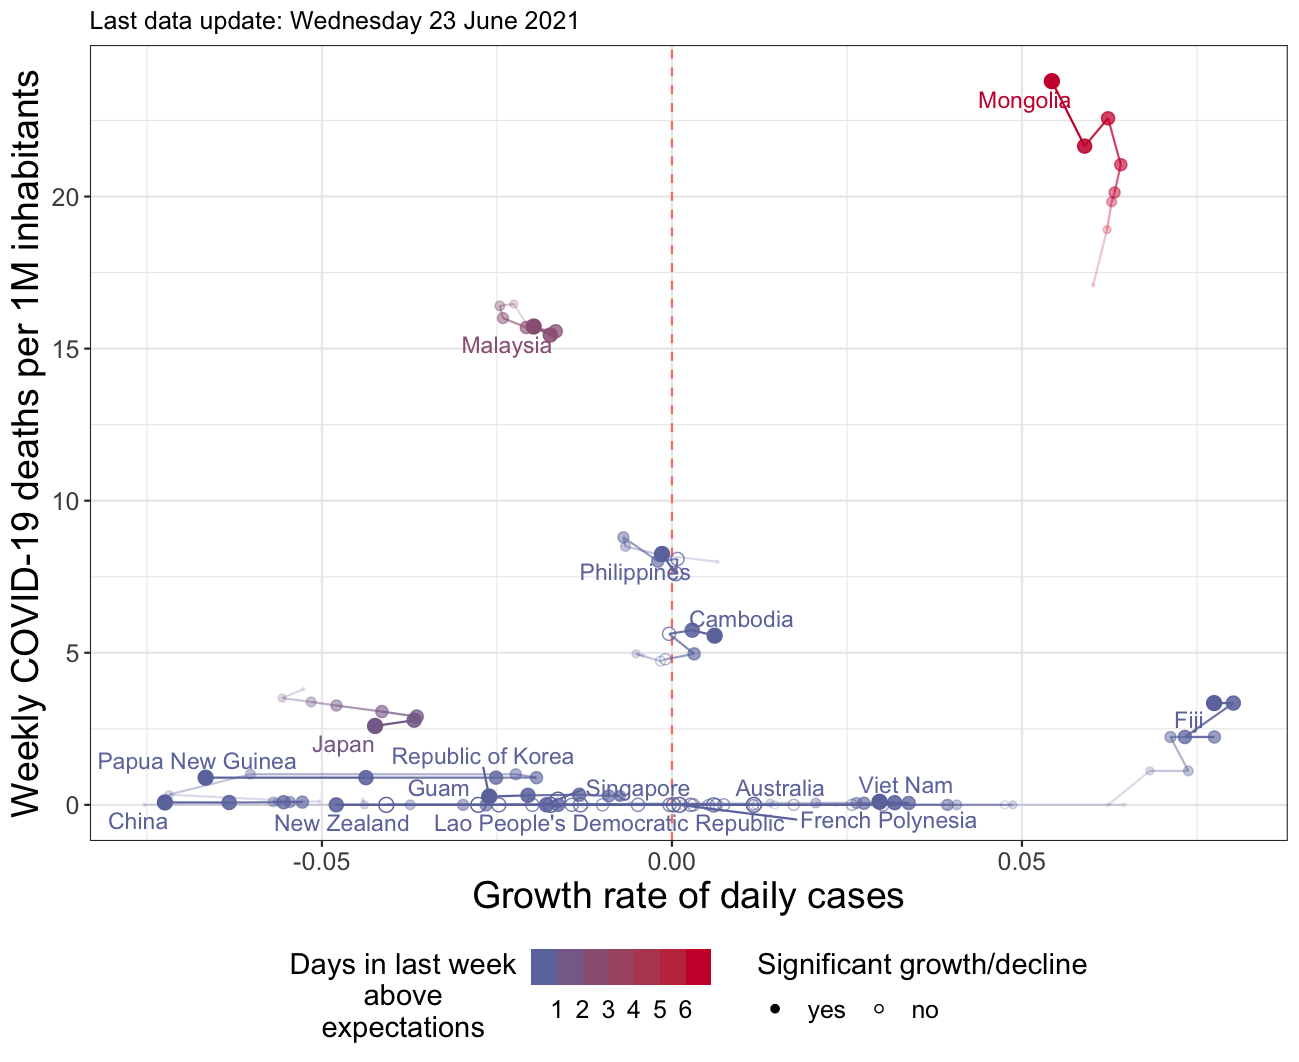 Last data update: Wednesday 23 June 2021
Weekly COVID-19 deaths per 1M inhabitants
20
15
10
5
0
Mongolia
Malaysia
Philippines
Cambodia
Fiji
Japan
Papua New Guinea
Republic of Korea
Guam
Singapore
Australia
Viet Nam
China
New Zealand
Lao People's Democratic Republic
French Polynesia
-0.05
0.00
0.05
Growth rate of daily cases
Days in last week
above
expectations
1 2 3 4 5 6
Significant growth/decline
yes no